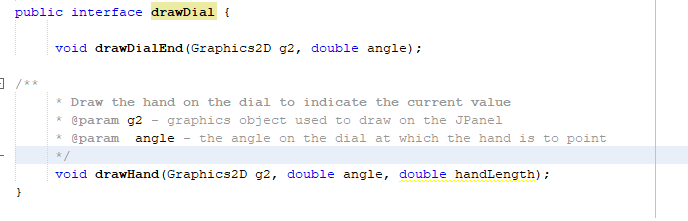 public interface drawDial {
void drawDialEnd(Graphics2D g2, double angle);
/**
* Draw the hand on the dial to indicate the current value
* @param g2 - graphics object used to draw on the JPanel
* @param  angle - the angle on the dial at which the hand is to point
*/
void drawHand(Graphics2D g2, double angle, double handLength);
}